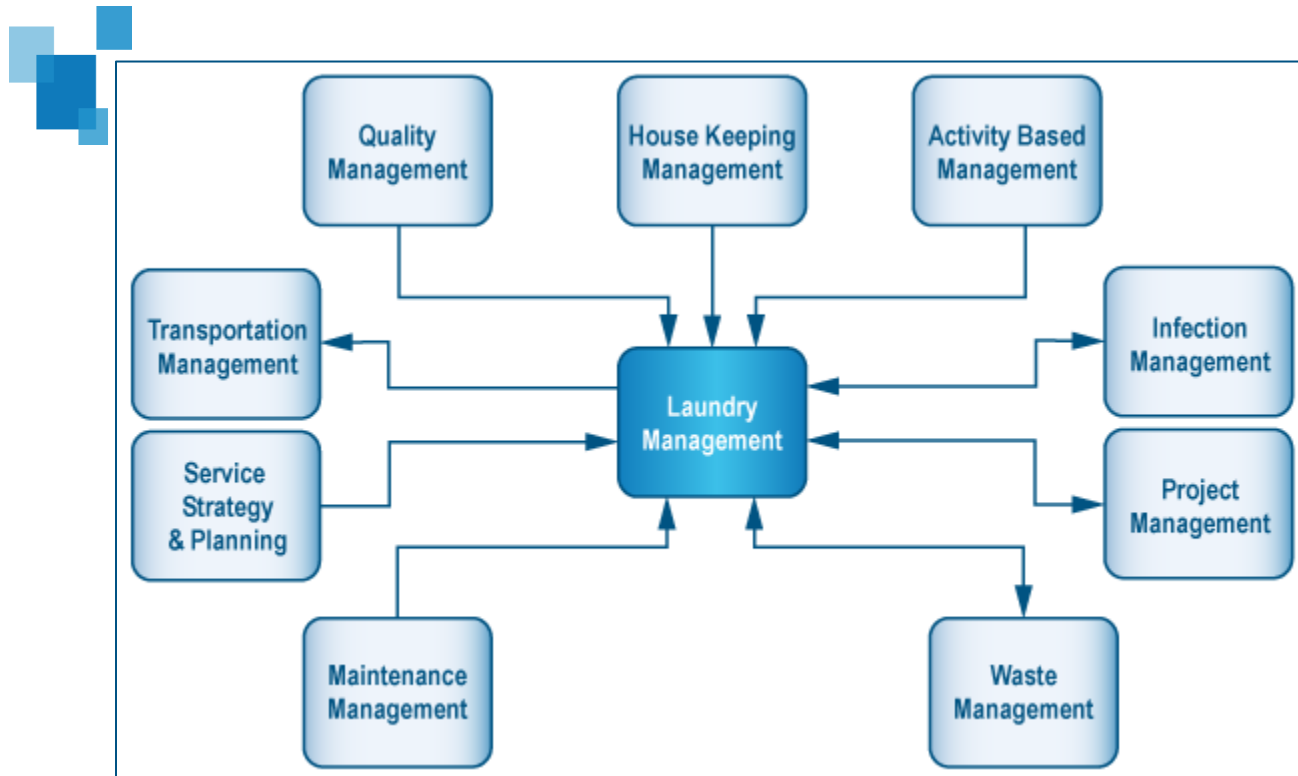 Quality
Management
House Keeping
Management
Activity Based
Management
Transportation
Management
Infection
Management
Laundry
Management
Service
Strategy
& Planning
Project
Management
Maintenance
Management
Waste
Management